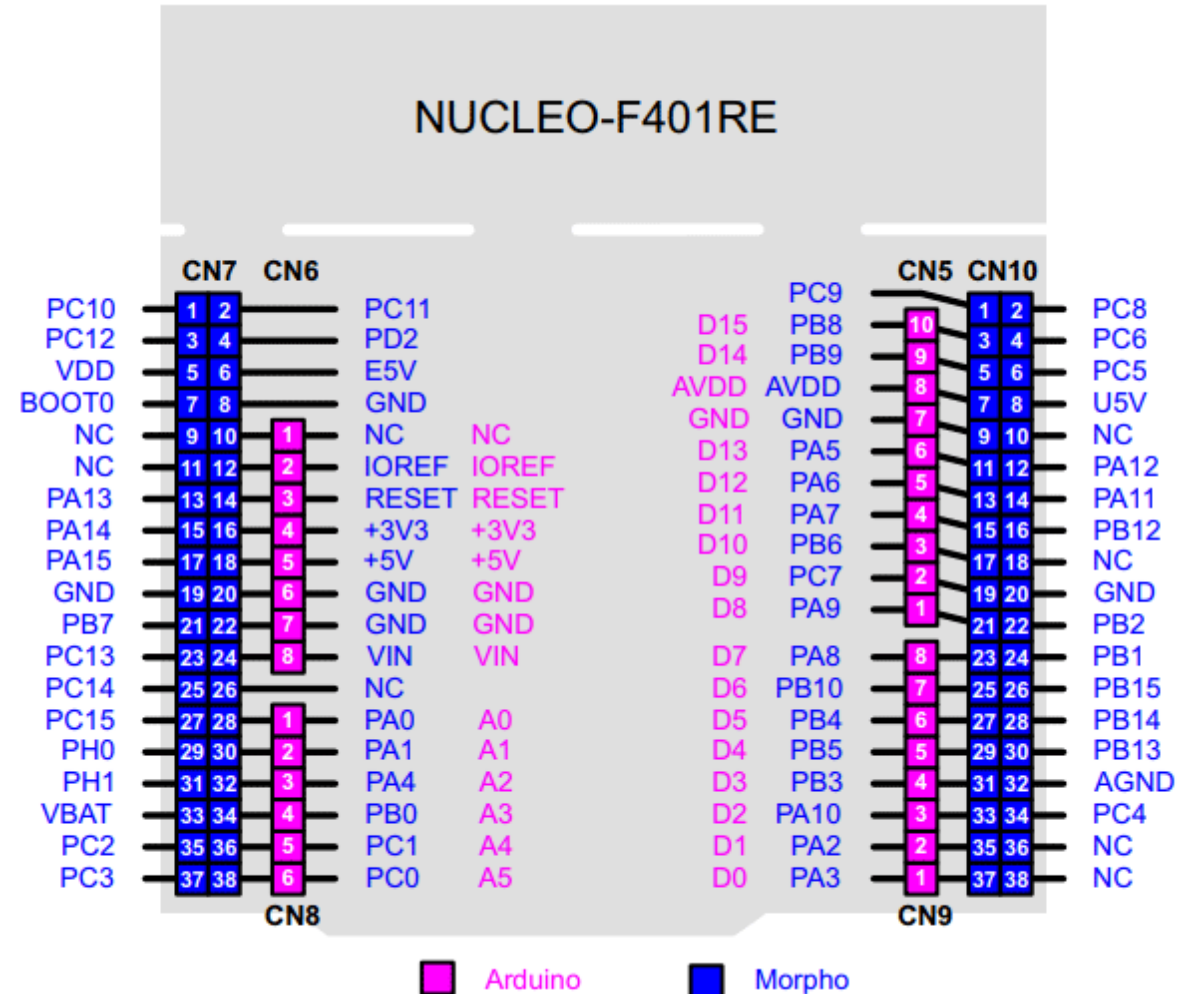 NUCLEO-F401RE
CN7 CN6 CN5 CN10
PC9
PC10 1 2 PC11 1 2 PC8
D15 PB8 10
PC12 3 4 PD2 3 4 PC6
D14 PB9 9
VDD 5 6 E5V 5 6 PC5
AVDD AVDD 8
BOOT0 7 8 GND 7 8 U5V
GND GND 7
NC 9 10 1 NC NC 9 10 NC
D13 PA5 6
NC 11 12 2 IOREF IOREF 11 12 PA12
D12 PA6 5
PA13 13 14 3 RESET RESET 13 14 PA11
D11 PA7 4
PA14 15 16 4 +3V3 +3V3 15 16 PB12
D10 PB6 3
PA15 17 18 5 +5V +5V 17 18 NC
D9 PC7 2
GND 19 20 6 GND GND 19 20 GND
D8 PA9 1
PB7 21 22 7 GND GND 21 22 PB2
PC13 23 24 8 VIN VIN D7 PA8 8 23 24 PB1
PC14 25 26 NC D6 PB10 7 25 26 PB15
PC15 27 28 1 PA0 A0 D5 PB4 6 27 28 PB14
PH0 29 30 2 PA1 A1 D4 PB5 5 29 30 PB13
PH1 31 32 3 PA4 A2 D3 PB3 4 31 32 AGND
VBAT 33 34 4 PB0 A3 D2 PA10 3 33 34 PC4
PC2 35 36 5 PC1 A4 D1 PA2 2 35 36 NC
PC3 37 38 6 PC0 A5 D0 PA3 1 37 38 NC
CN8 CN9
Arduino Morpho